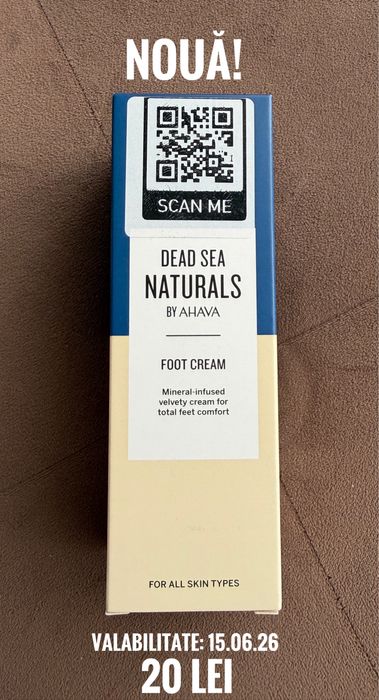 NOUĂ!
SCAN ME
DEAD SEA
NATURALS
BY AHAVA
FOOT CREAM
Mineral-infused
velvety cream for
total feet comfort
FOR ALL SKIN TYPES
VALABILITATE: 15.06.26
20 LEI